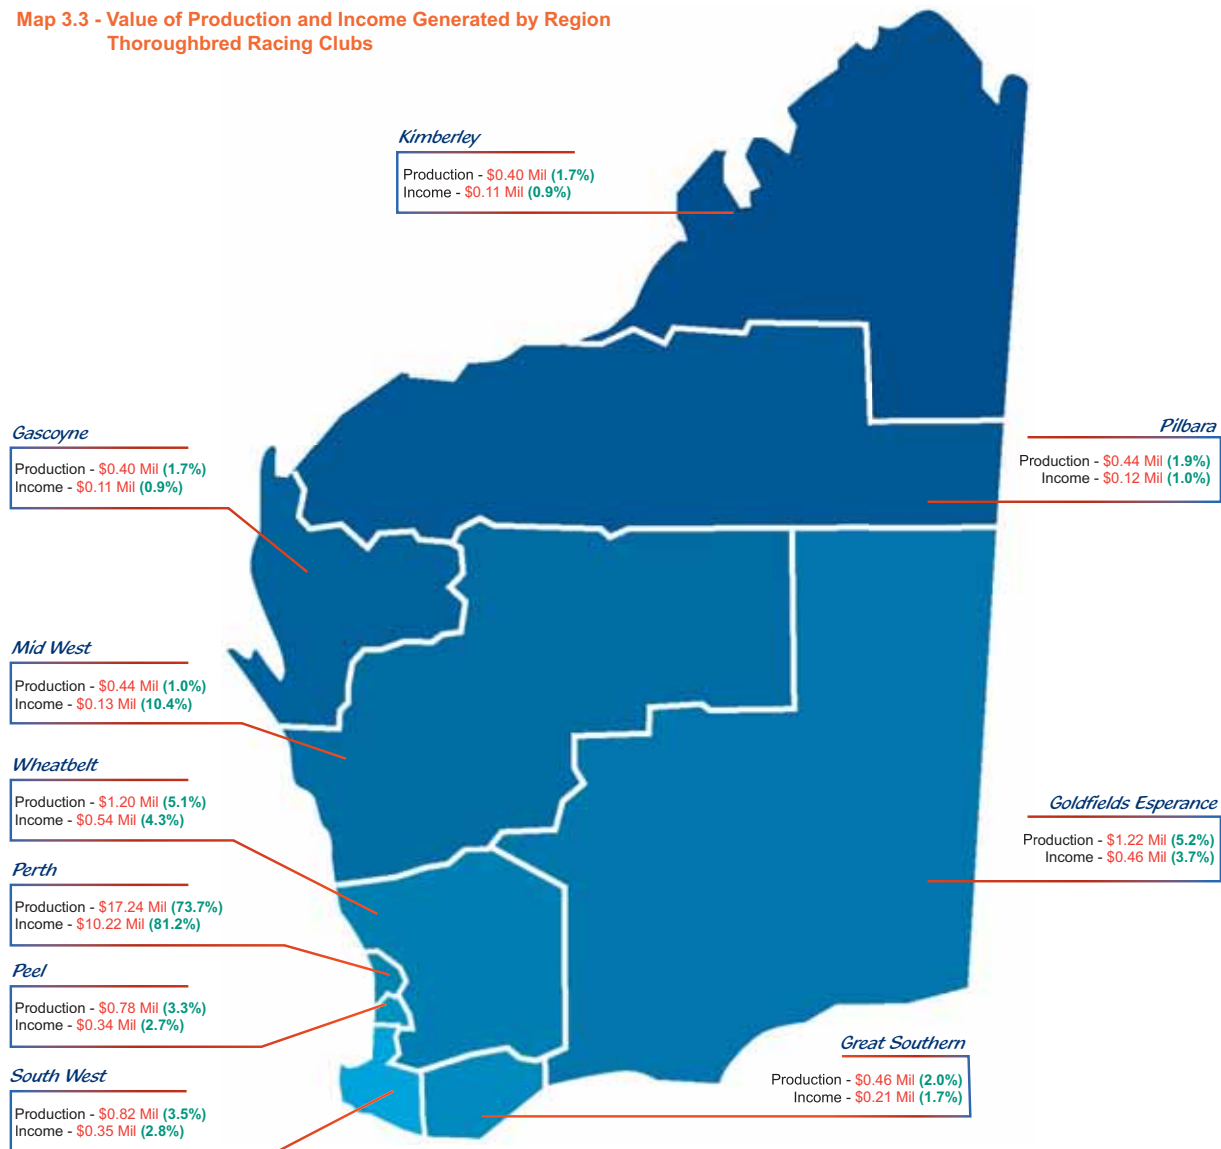 Map 3.3 - Value of Production and Income Generated by Region
Thoroughbred Racing Clubs
Kimberley
Production - $0.40 Mil (1.7%)
Income - $0.11 Mil (0.9%)
Gascoyne
Production - $0.40 Mil (1.7%)
Income - $0.11 Mil (0.9%)
Pilbara
Production - $0.44 Mil (1.9%)
Income - $0.12 Mil (1.0%)
Mid West
Production - $0.44 Mil (1.0%)
Income - $0.13 Mil (10.4%)
Wheatbelt
Production - $1.20 Mil (5.1%)
Income - $0.54 Mil (4.3%)
Goldfields Esperance
Production - $1.22 Mil (5.2%)
Income - $0.46 Mil (3.7%)
Perth
Production - $17.24 Mil (73.7%)
Income - $10.22 Mil (81.2%)
Peel
Production - $0.78 Mil (3.3%)
Income - $0.34 Mil (2.7%)
Great Southern
Production - $0.46 Mil (2.0%)
Income - $0.21 Mil (1.7%)
South West
Production - $0.82 Mil (3.5%)
Income - $0.35 Mil (2.8%)